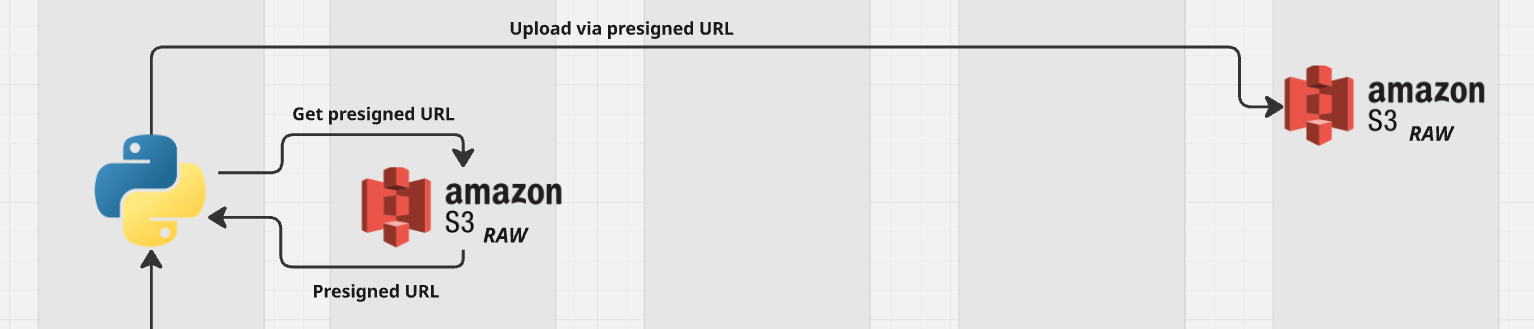 Upload via presigned URL
amazon
S3 RAW
Get presigned URL
amazon
S3 RAW
Presigned URL